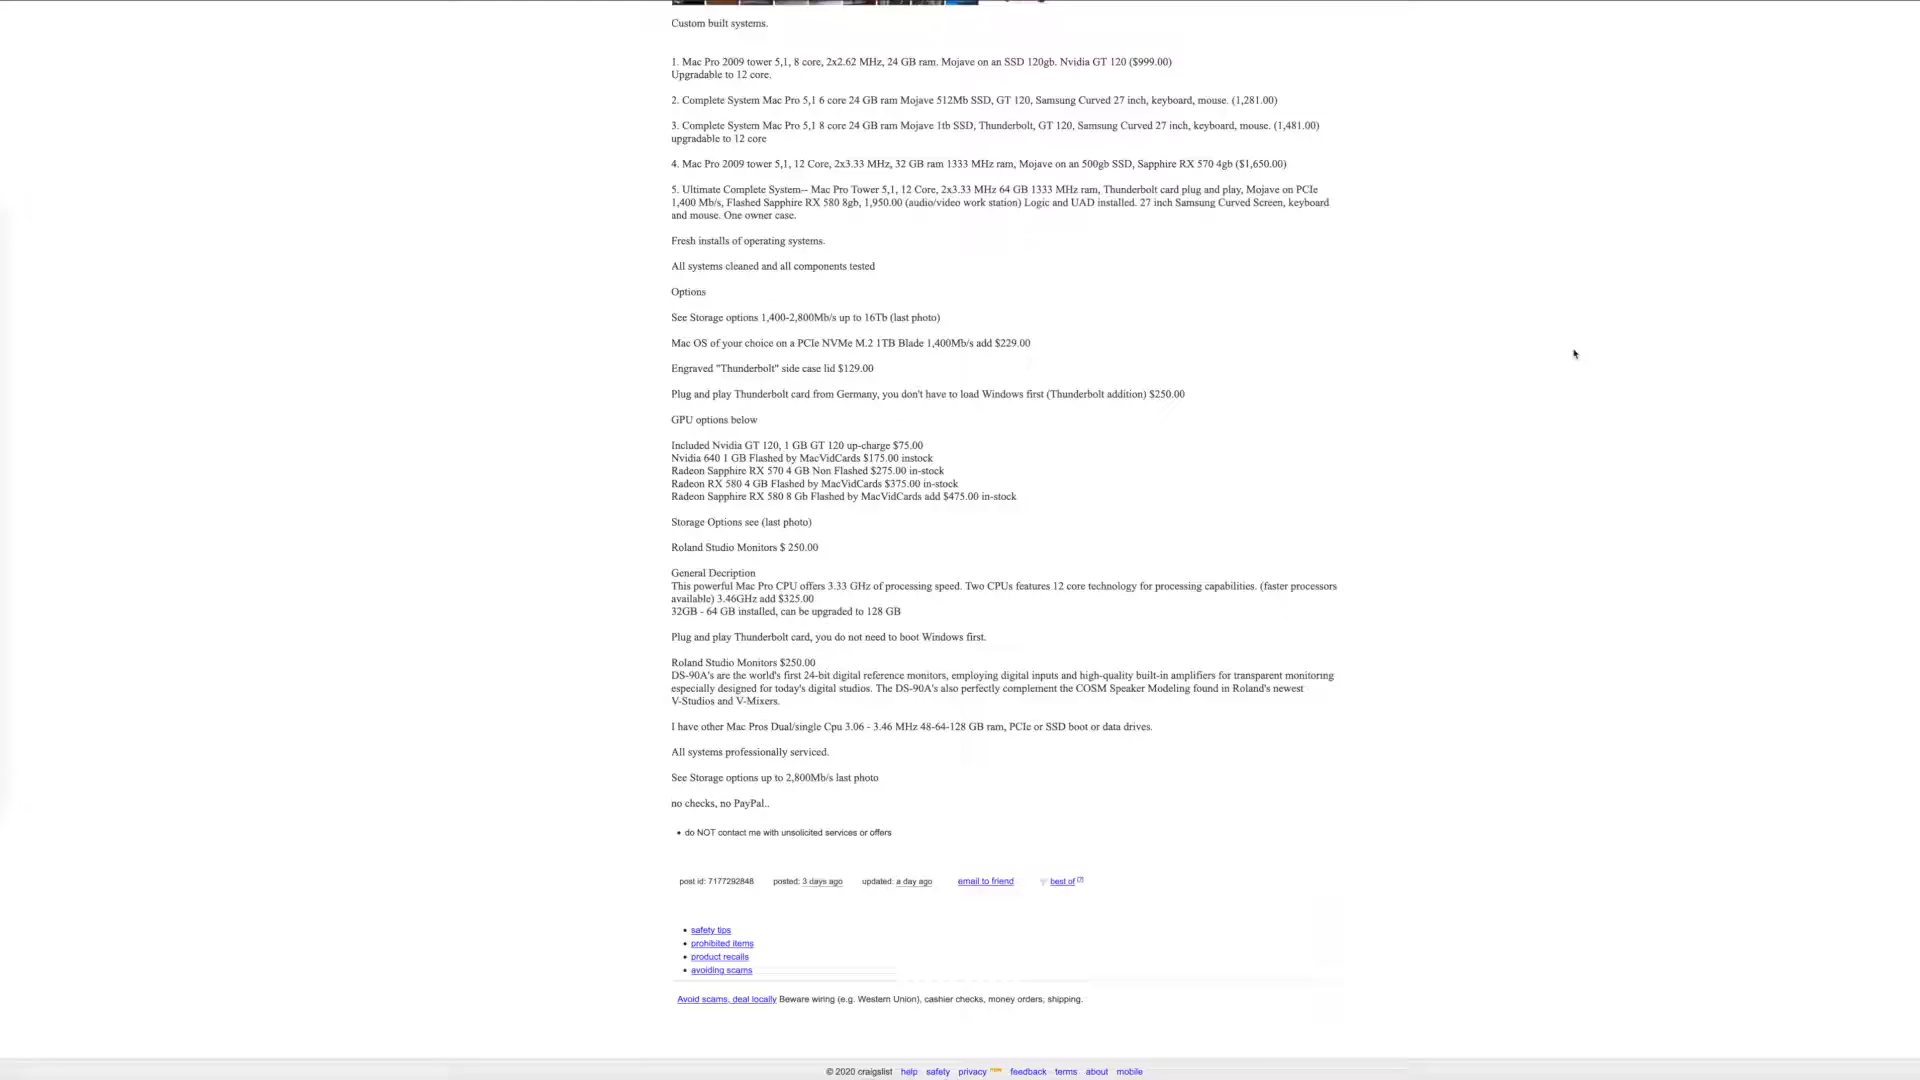 Custom built systems.
1. Mac Pro 2009 tower 5,1, 8 core, 2x2.62 MHz, 24 GB ram. Mojave on an SSD 120gb. Nvidia GT 120 ($999.00)
Upgradable to 12 core.
2. Complete System Mac Pro 5,1 6 core 24 GB ram Mojave 512Mb SSD, GT 120, Samsung Curved 27 inch, keyboard, mouse. (1,281.00)
3. Complete System Mac Pro 5,1 8 core 24 GB ram Mojave 1tb SSD, Thunderbolt, GT 120, Samsung Curved 27 inch, keyboard, mouse. (1,481.00)
upgradable to 12 core
4. Mac Pro 2009 tower 5,1, 12 Core, 2x3.33 MHz, 32 GB ram 1333 MHz ram, Mojave on an 500gb SSD, Sapphire RX 570 4gb ($1,650.00)
5. Ultimate Complete System-- Mac Pro Tower 5,1, 12 Core, 2x3.33 MHz 64 GB 1333 MHz ram, Thunderbolt card plug and play, Mojave on PCIe
1,400 Mb/s, Flashed Sapphire RX 580 8gb, 1,950.00 (audio/video work station) Logic and UAD installed. 27 inch Samsung Curved Screen, keyboard
and mouse. One owner case.
Fresh installs of operating systems.
All systems cleaned and all components tested
Options
See Storage options 1,400-2,800Mb/s up to 16Tb (last photo)
Mac OS of your choice on a PCIe NVMe M.2 1TB Blade 1,400Mb/s add $229.00
Engraved "Thunderbolt" side case lid $129.00
Plug and play Thunderbolt card from Germany, you don't have to load Windows first (Thunderbolt addition) $250.00
GPU options below
Included Nvidia GT 120, 1 GB GT 120 up-charge $75.00
Nvidia 640 1 GB Flashed by MacVidCards $175.00 instock
Radeon Sapphire RX 570 4 GB Non Flashed $275.00 in-stock
Radeon RX 580 4 GB Flashed by MacVidCards $375.00 in-stock
Radeon Sapphire RX 580 8 Gb Flashed by MacVidCards add $475.00 in-stock
Storage Options see (last photo)
Roland Studio Monitors $ 250.00
General Decription
This powerful Mac Pro CPU offers 3.33 GHz of processing speed. Two CPUs features 12 core technology for processing capabilities. (faster processors
available) 3.46GHz add $325.00
32GB - 64 GB installed, can be upgraded to 128 GB
Plug and play Thunderbolt card, you do not need to boot Windows first.
Roland Studio Monitors $250.00
DS-90A's are the world's first 24-bit digital reference monitors, employing digital inputs and high-quality built-in amplifiers for transparent monitoring
especially designed for today's digital studios. The DS-90A's also perfectly complement the COSM Speaker Modeling found in Roland's newest
V-Studios and V-Mixers.
I have other Mac Pros Dual/single Cpu 3.06 - 3.46 MHz 48-64-128 GB ram, PCIe or SSD boot or data drives.
All systems professionally serviced.
See Storage options up to 2,800Mb/s last photo
no checks, no PayPal..
• do NOT contact me with unsolicited services or offers
post id: 7177292848 posted: 3 days ago updated: a day ago email to friend best of [?]
• safety tips
• prohibited items
• product recalls
• avoiding scams
Avoid scams, deal locally Beware wiring (e.g. Western Union), cashier checks, money orders, shipping.
© 2020 craigslist help safety privacy new feedback terms about mobile